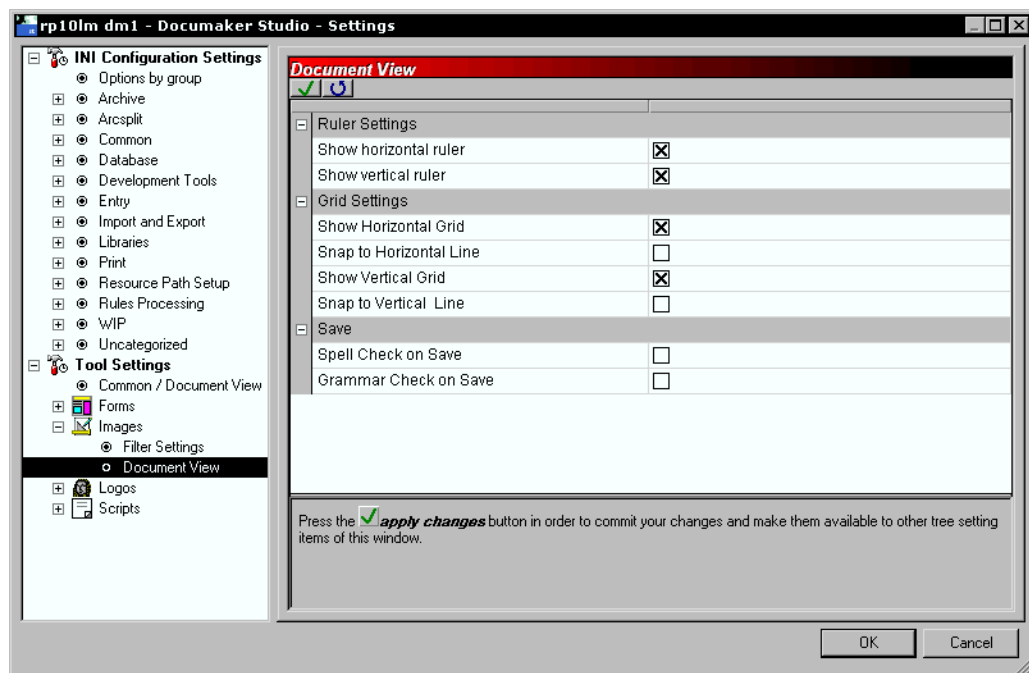 rp10lm dm1 - Documaker Studio - Settings
INI Configuration Settings
Options by group
Archive
Arcsplit
Common
Database
Development Tools
Entry
Import and Export
Libraries
Print
Resource Path Setup
Rules Processing
WIP
Uncategorized
Tool Settings
Common / Document View
Forms
Images
Filter Settings
Document View
Logos
Scripts
Document View
Ruler Settings
Show horizontal ruler
Show vertical ruler
Grid Settings
Show Horizontal Grid
Snap to Horizontal Line
Show Vertical Grid
Snap to Vertical Line
Save
Spell Check on Save
Grammar Check on Save
Press the apply changes button in order to commit your changes and make them available to other tree setting
items of this window.
OK
Cancel